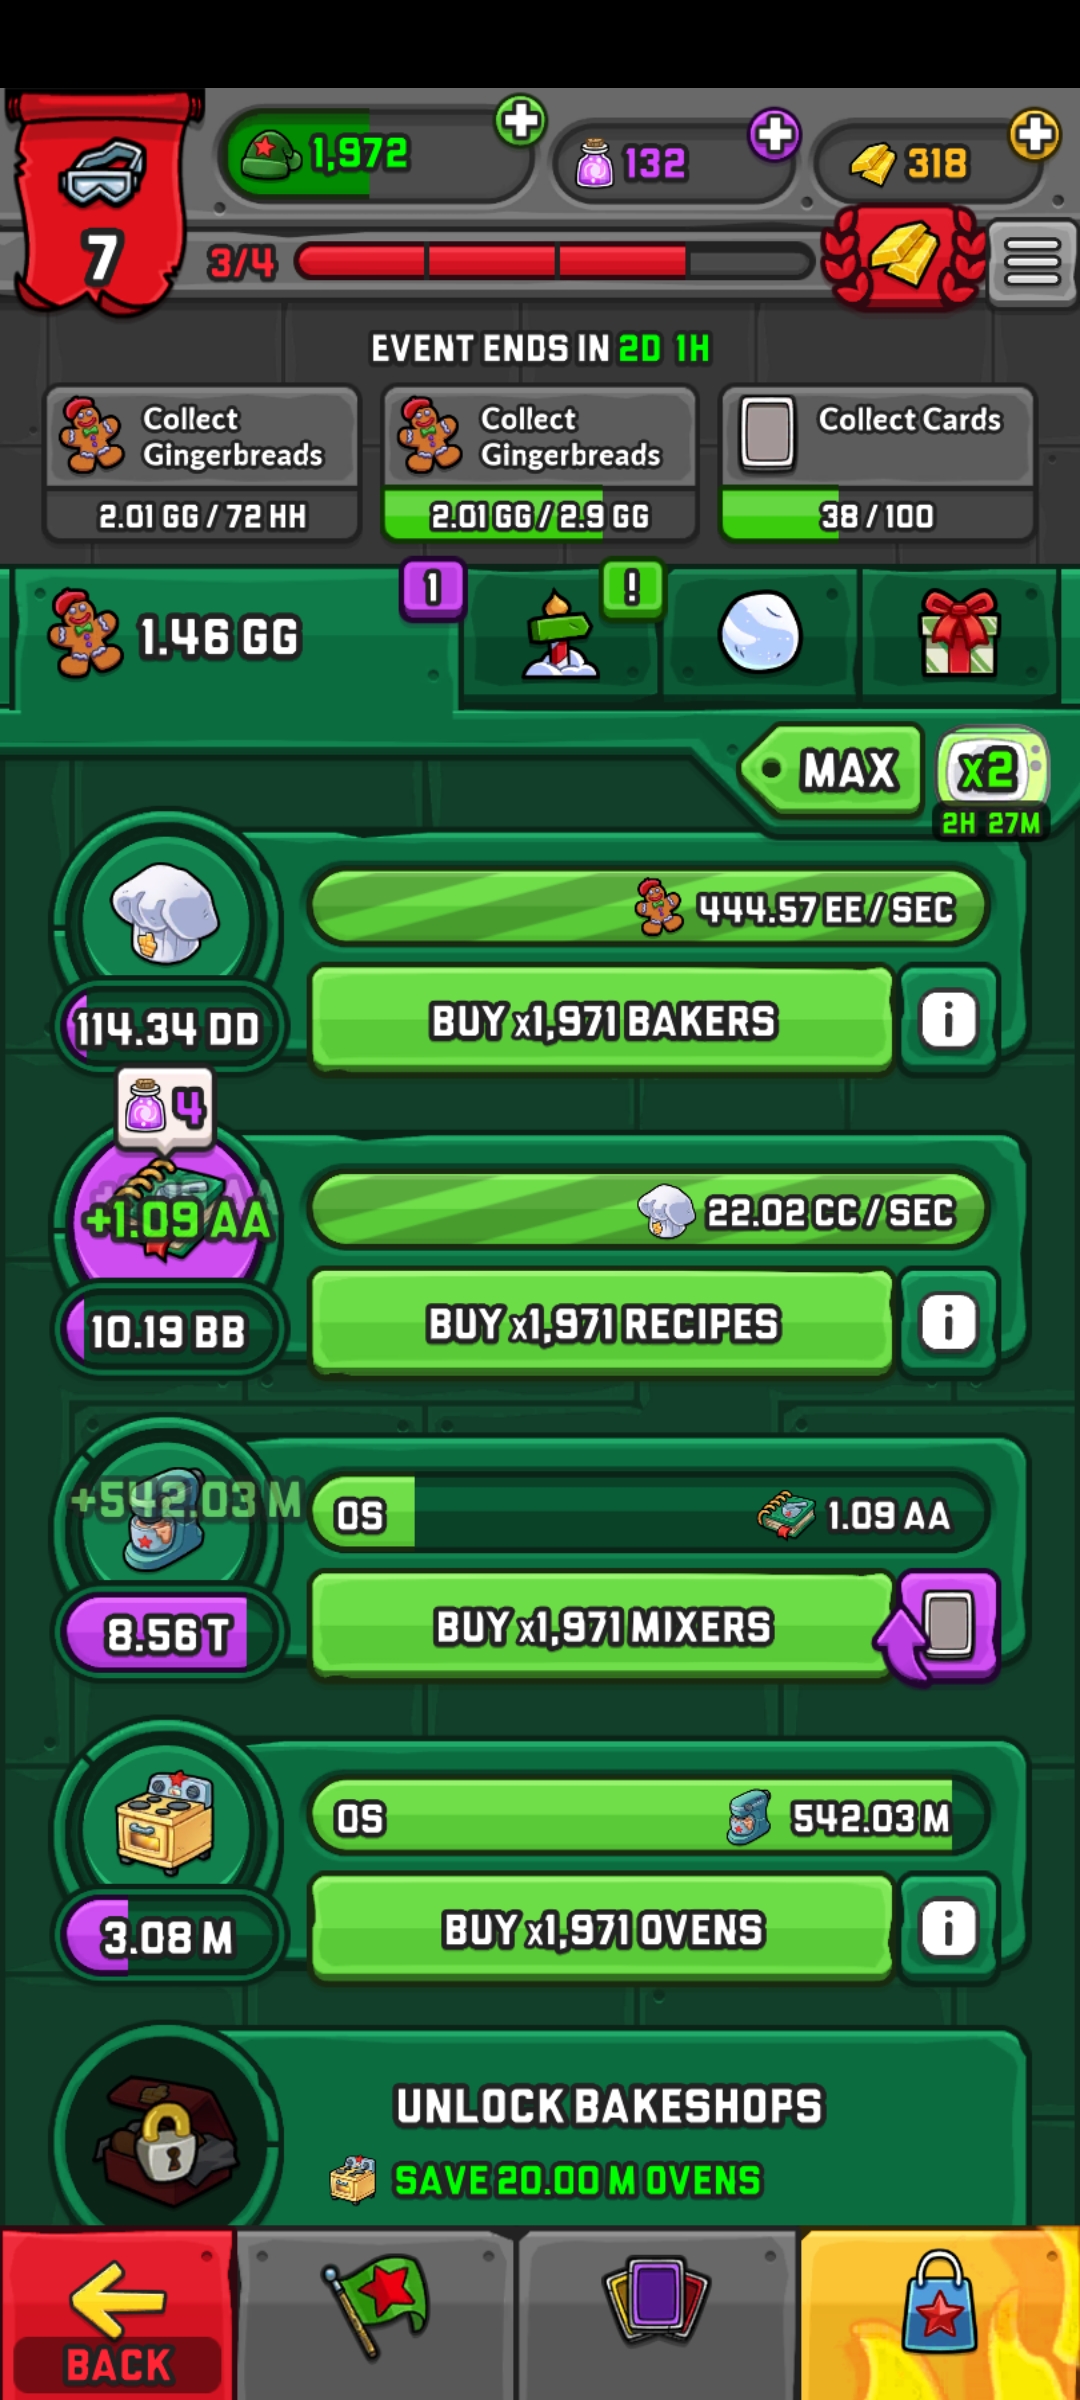 1,972
132
318
7
3/4
EVENT ENDS IN 2D 1H
Collect
Gingerbreads
2.01 GG / 72 HH
Collect
Gingerbreads
2.01 GG / 2.9 GG
Collect Cards
38 / 100
1.46 GG
1
!
MAX
x2
2H 27M
444.57 EE / SEC
114.34 DD
BUY x1,971 BAKERS
i
4
+1.09 AA
22.02 CC / SEC
10.19 BB
BUY x1,971 RECIPES
i
+542.03 M
0S
1.09 AA
8.56 T
BUY x1,971 MIXERS
0S
542.03 M
3.08 M
BUY x1,971 OVENS
i
UNLOCK BAKESHOPS
SAVE 20.00 M OVENS
BACK